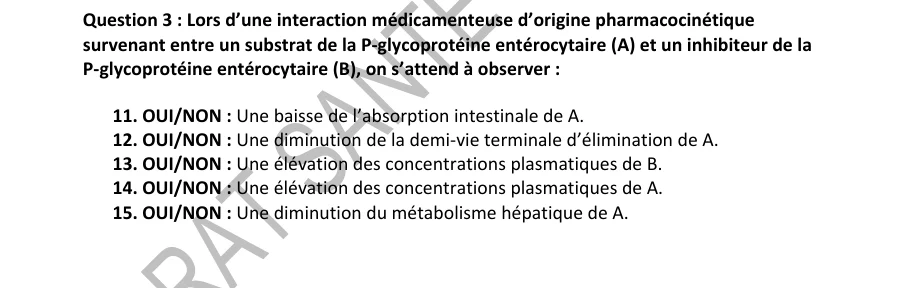 Question 3 : Lors d’une interaction médicamenteuse d’origine pharmacocinétique
survenant entre un substrat de la P-glycoprotéine entérocytaire (A) et un inhibiteur de la
P-glycoprotéine entérocytaire (B), on s’attend à observer :
11. OUI/NON : Une baisse de l’absorption intestinale de A.
12. OUI/NON : Une diminution de la demi-vie terminale d’élimination de A.
13. OUI/NON : Une élévation des concentrations plasmatiques de B.
14. OUI/NON : Une élévation des concentrations plasmatiques de A.
15. OUI/NON : Une diminution du métabolisme hépatique de A.
RAT SANTE